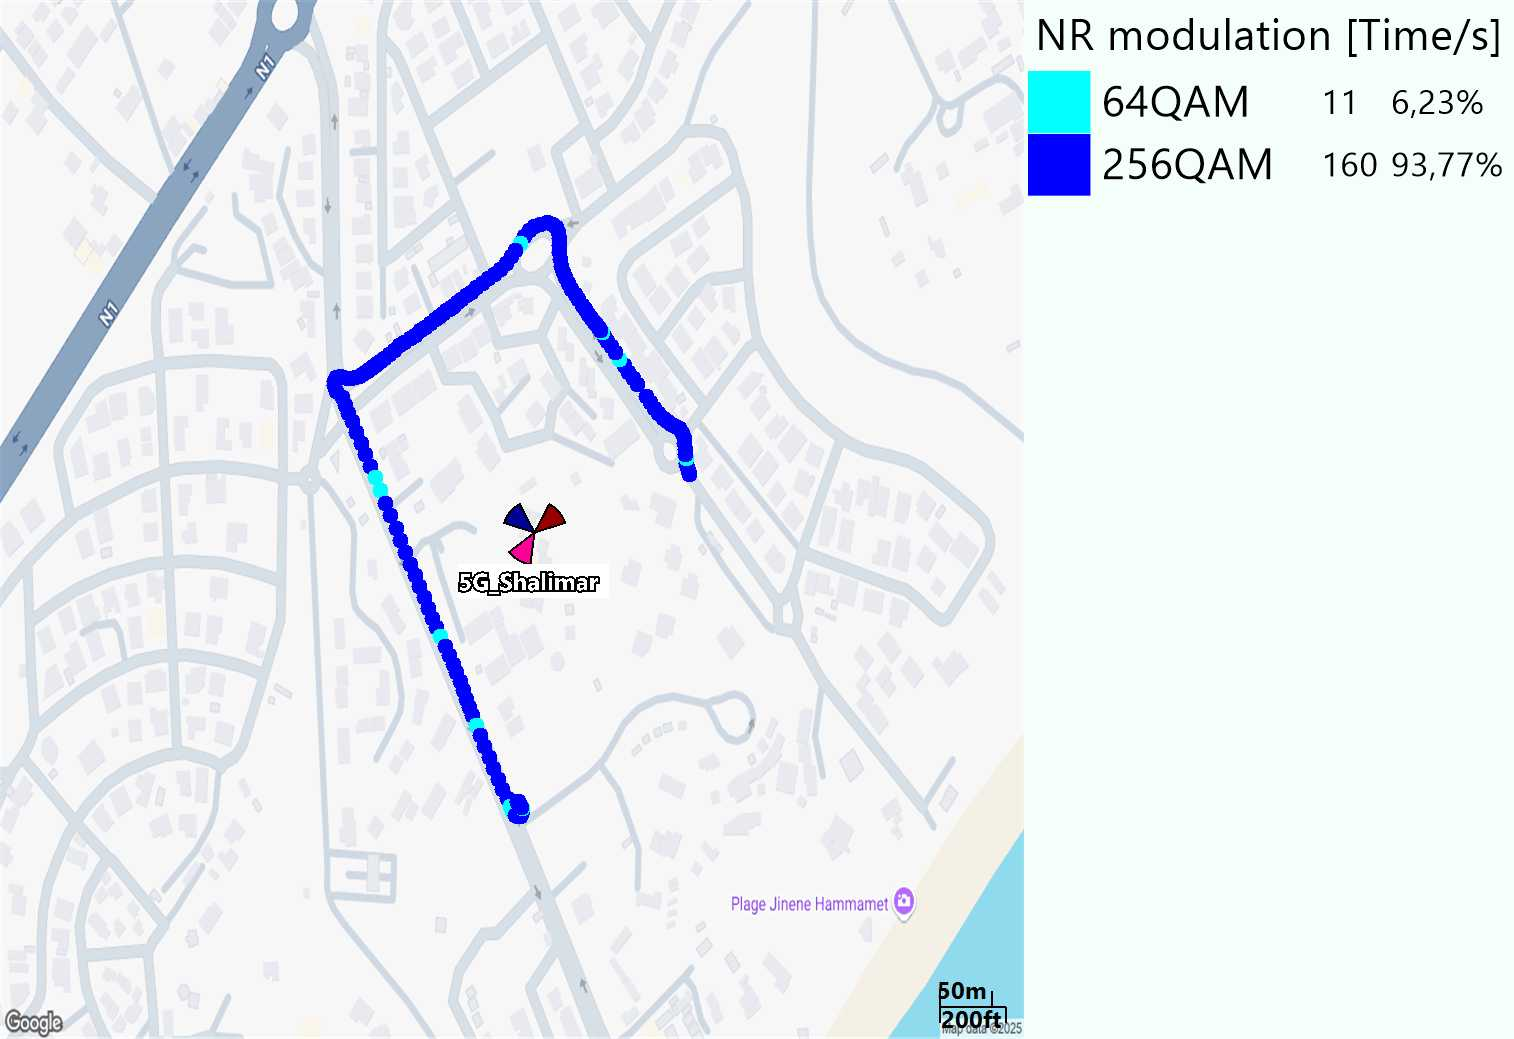 NR modulation [Time/s]
64QAM 11 6,23%
256QAM 160 93,77%
N1
N1
5G_Shalimar
Plage Jinene Hammamet
50m
200ft
Map data ©2025
Google